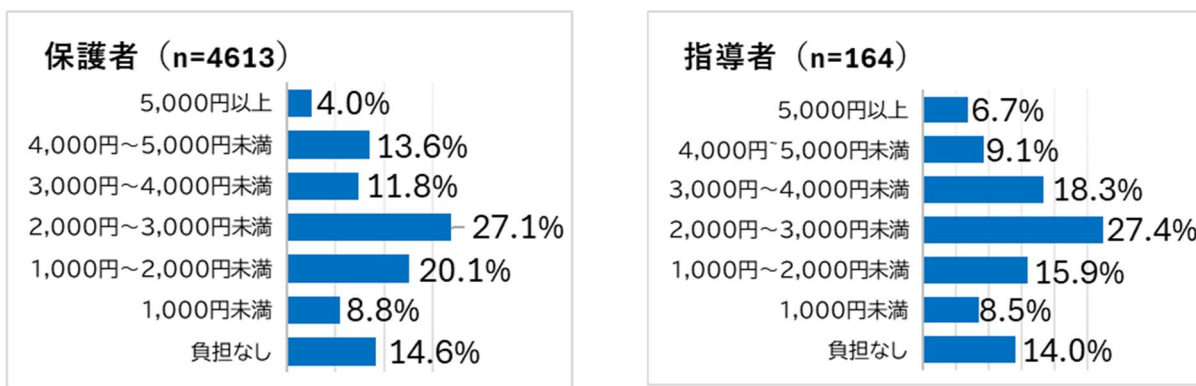 保護者（n=4613）
5,000円以上 4.0%
4,000円～5,000円未満 13.6%
3,000円～4,000円未満 11.8%
2,000円～3,000円未満 27.1%
1,000円～2,000円未満 20.1%
1,000円未満 8.8%
負担なし 14.6%
指導者（n=164）
5,000円以上 6.7%
4,000円~5,000円未満 9.1%
3,000円～4,000円未満 18.3%
2,000円～3,000円未満 27.4%
1,000円～2,000円未満 15.9%
1,000円未満 8.5%
負担なし 14.0%